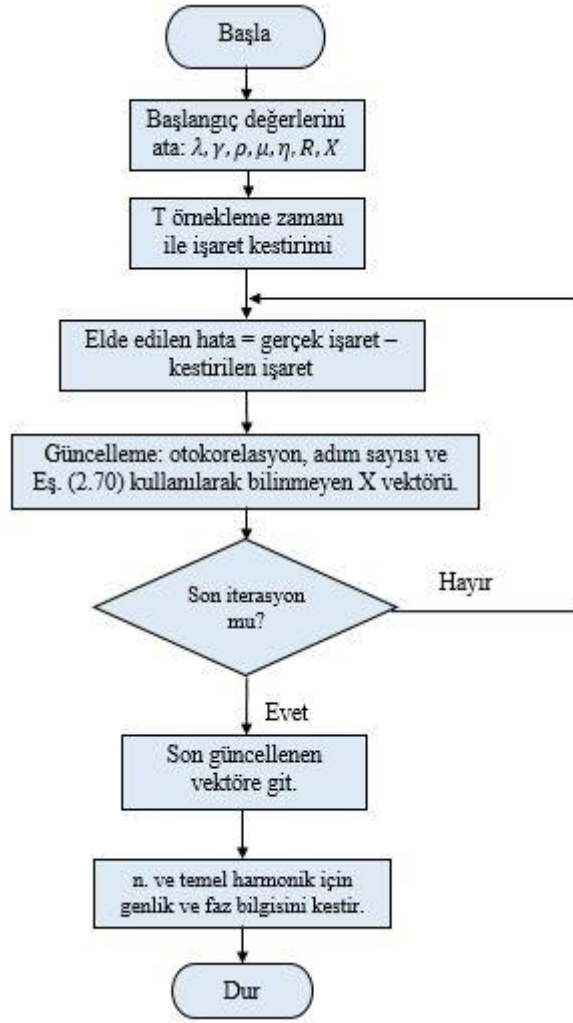 Başla
Başlangıç değerlerini
ata: λ, γ, ρ, μ, η, R, X
T örnekleme zamanı
ile işaret kestirimi
Elde edilen hata = gerçek işaret –
kestirilen işaret
Güncelleme: otokorelasyon, adım sayısı ve
Eş. (2.70) kullanılarak bilinmeyen X vektörü.
Son iterasyon
mu?
Hayır
Evet
Son güncellenen
vektöre git.
n. ve temel harmonik için
genlik ve faz bilgisini kestir.
Dur